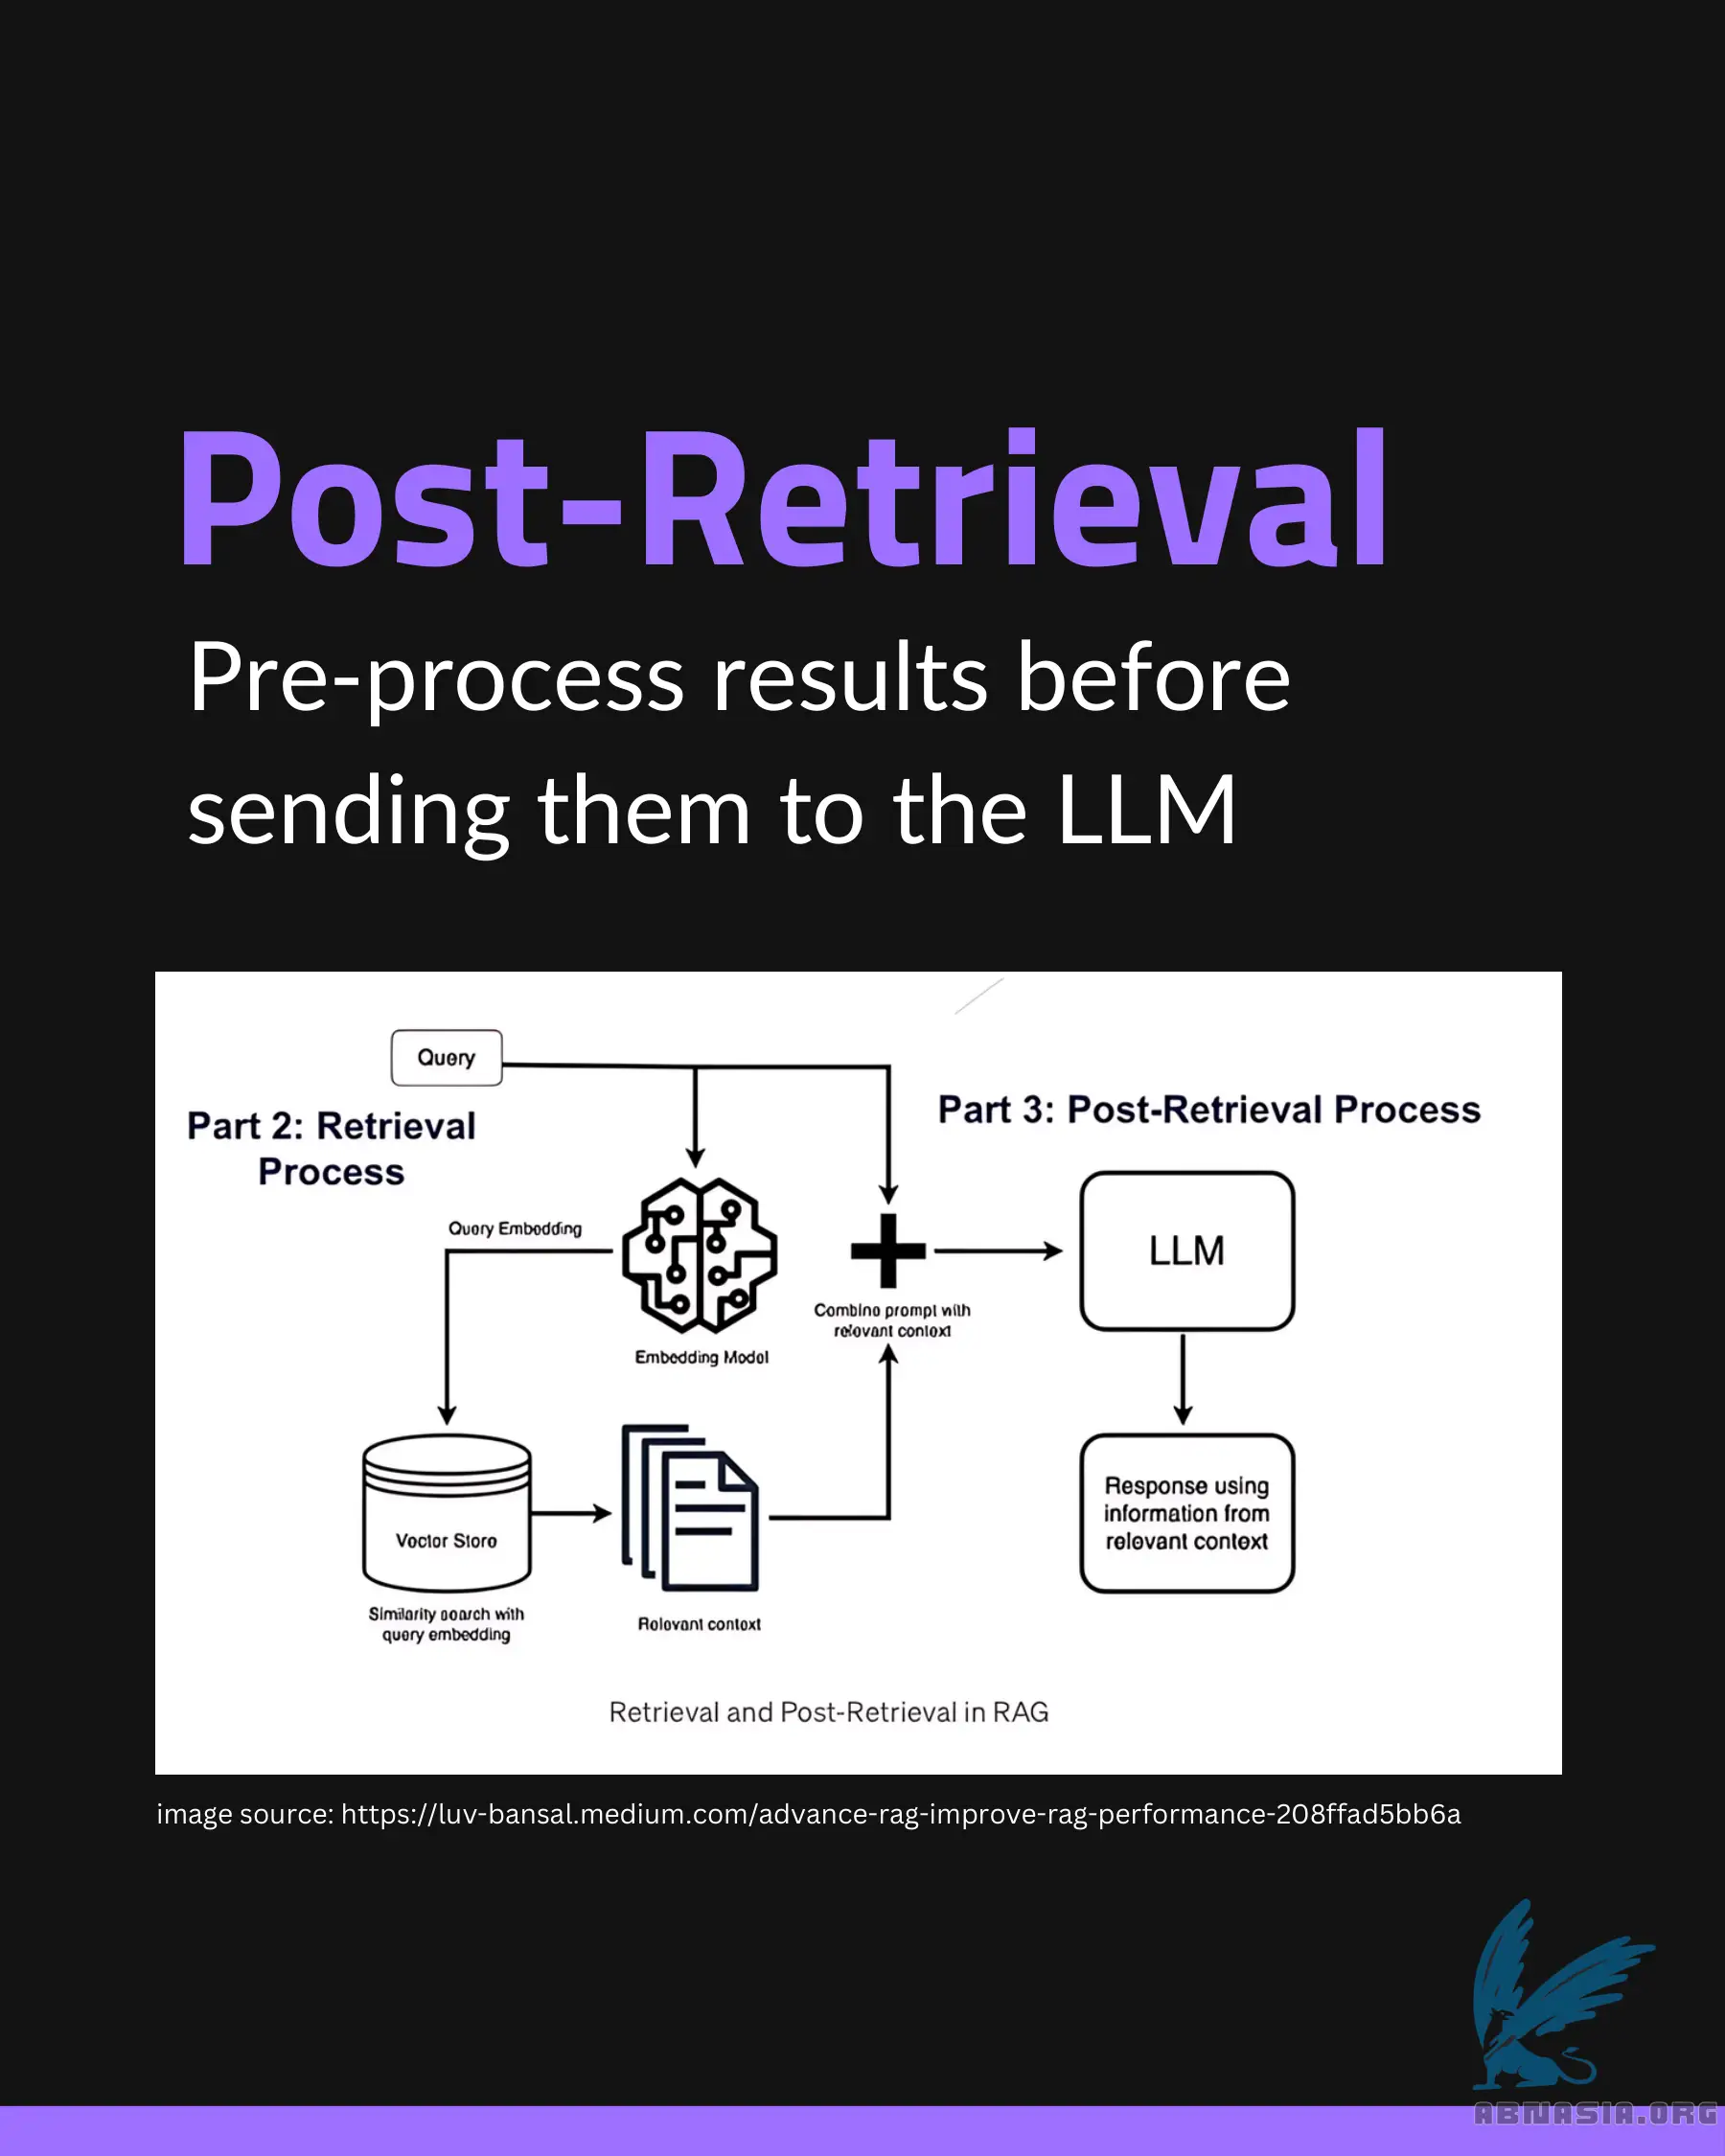 Post-Retrieval
Pre-process results before
sending them to the LLM
Query
Part 2: Retrieval
Process
Part 3: Post-Retrieval Process
Query Embedding
LLM
Combine prompt with
relevant context
Embedding Model
Vector Store
Response using
information from
relevant context
Similarity search with
query embedding
Relevant context
Retrieval and Post-Retrieval in RAG
image source: https://luv-bansal.medium.com/advance-rag-improve-rag-performance-208ffad5bb6a
ABNASIA.ORG